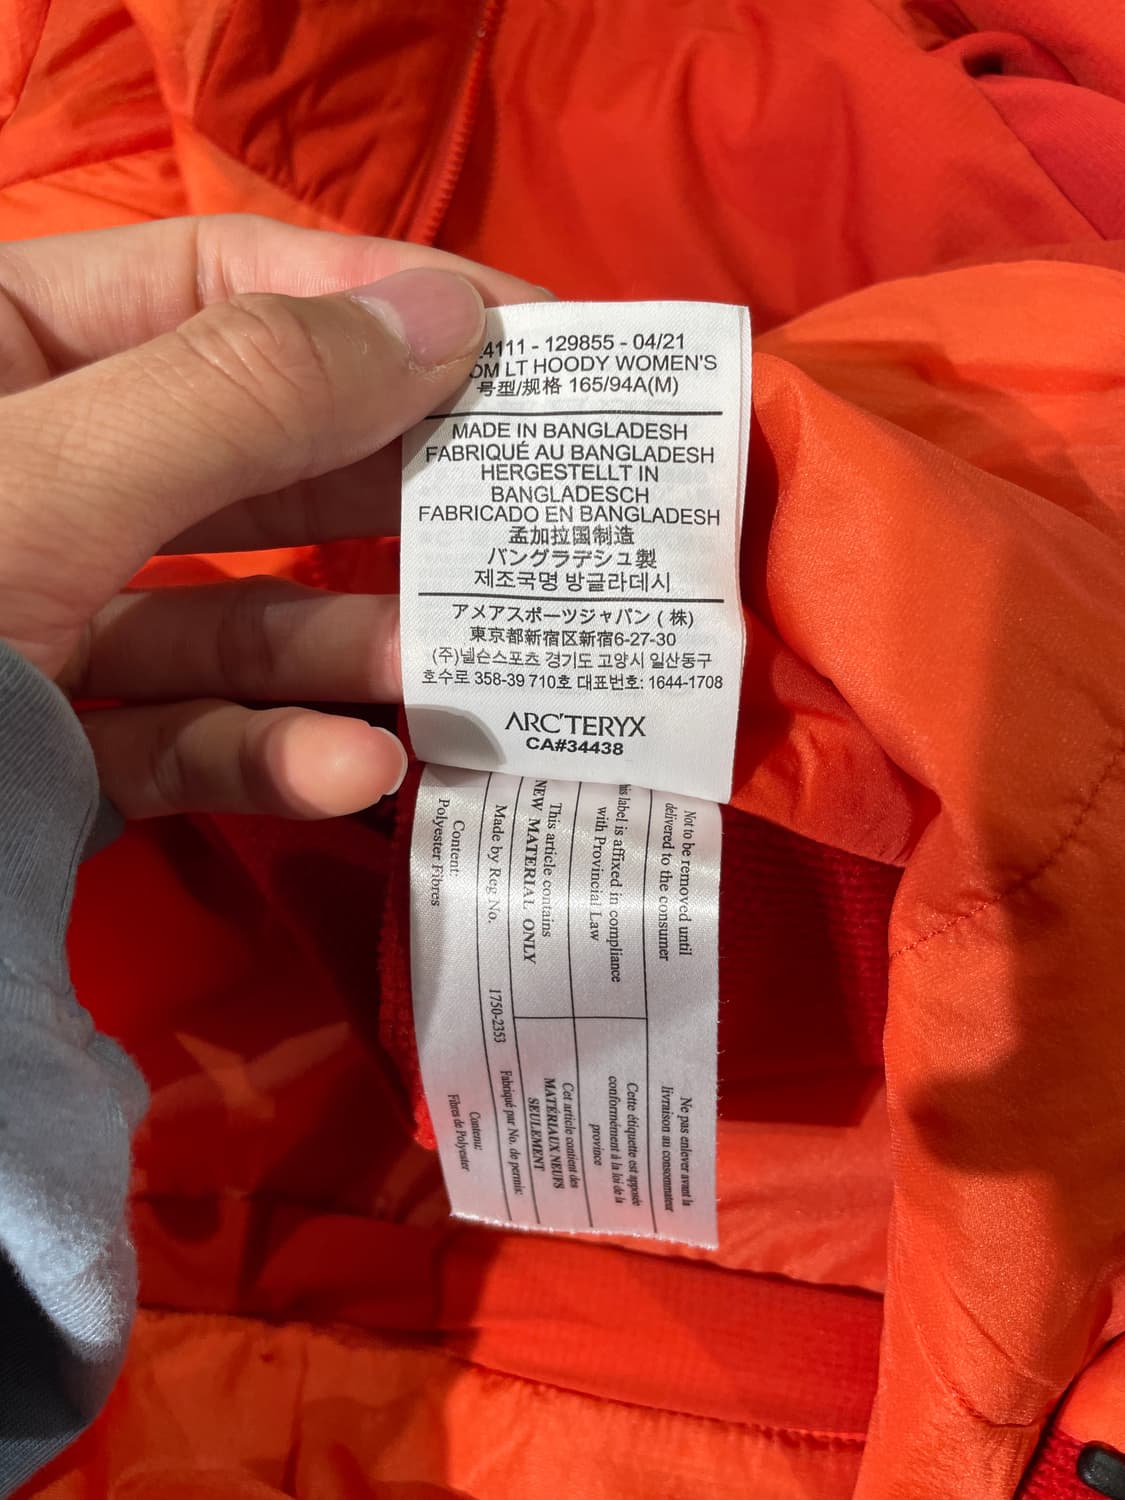 4111 - 129855 - 04/21
OM LT HOODY WOMEN'S
号型/规格 165/94A(M)
MADE IN BANGLADESH
FABRIQUÉ AU BANGLADESH
HERGESTELLT IN
BANGLADESCH
FABRICADO EN BANGLADESH
孟加拉国制造
バングラデシュ製
제조국명 방글라데시
アメアスポーツジャパン ( 株)
東京都新宿区新宿6-27-30
(주)넬슨스포츠 경기도 고양시 일산동구
호수로 358-39 710호 대표번호: 1644-1708
ARC'TERYX
CA#34438
Not to be removed until
delivered to the consumer
Ne pas enlever avant la
livraison au consommateur
his label is affixed in compliance
with Provincial Law
Cette étiquette est apposée
conformément à la loi de la
province
This article contains
NEW MATERIAL ONLY
Cet article contient des
MATÉRIAUX NEUFS
SEULEMENT
Made by Reg No. 1750-2353 Fabriqué par No. de permis:
Content:
Polyester Fibres
Contenu:
Fibres de Polyester